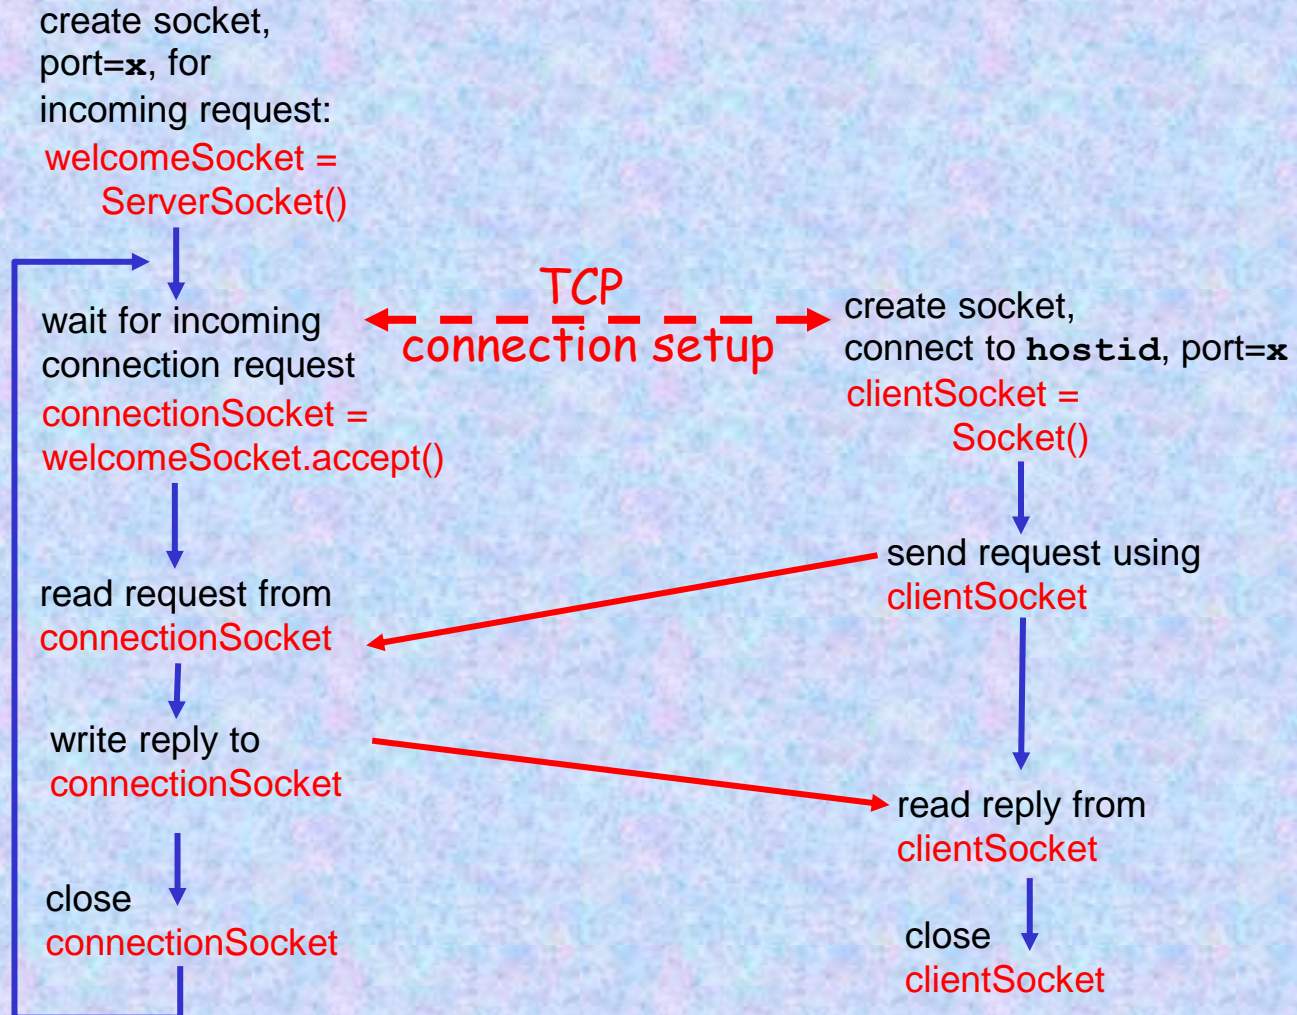 create socket,
port=x, for
incoming request:
welcomeSocket =
ServerSocket()
TCP
connection setup
wait for incoming
connection request
connectionSocket =
welcomeSocket.accept()
create socket,
connect to hostid, port=x
clientSocket =
Socket()
send request using
clientSocket
read request from
connectionSocket
write reply to
connectionSocket
read reply from
clientSocket
close
connectionSocket
close
clientSocket